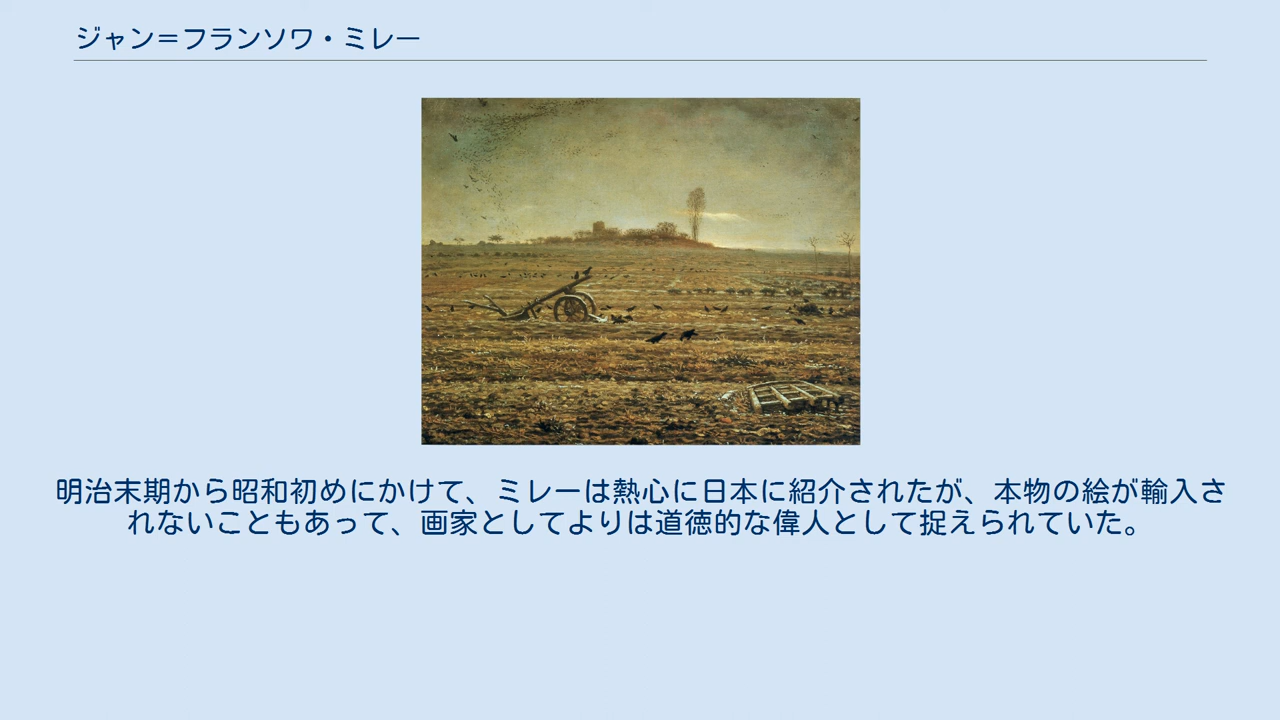 ジャン＝フランソワ・ミレー
明治末期から昭和初めにかけて、ミレーは熱心に日本に紹介されたが、本物の絵が輸入さ
れないこともあって、画家としてよりは道徳的な偉人として捉えられていた。